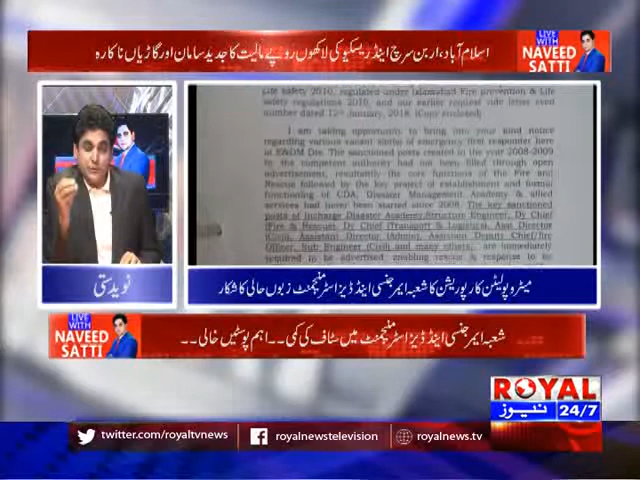 اسلام آباد، اربن سرچ اینڈ ریسکیو کی لاکھوں روپے مالیت کا جدید سامان اور گاڑیاں ناکارہ
LIVE WITH
NAVEED
SATTI
Life safety 2010, regulated under Islamabad Fire prevention & Life
safety regulations 2010, and our earlier request vide letter even
number dated 12th January, 2018. (Copy enclosed)
I am taking opportunity to bring into your kind notice
regarding various vacant slots of emergency first responder here
in E&DM Dte. The sanctioned posts created in the year 2008-2009
by the competent authority had not been filled through open
advertisement, resultantly the core functions of the Fire and
Rescue followed by the key project of establishment and formal
functioning of CDA, Disaster Management Academy & allied
services had never been started since 2008. The key sanctioned
posts of Incharge Disaster Academy, Structure Engineer, Dy Chief
(Fire & Rescue), Dy Chief (Transport & Logistics), Asst Director
(Civil), Assistant Director (Admin), Assistant Deputy Chief/Fire
Officer, Sub Engineer (Civil) and many others, are immediately
required to be advertised, enabling rescue & response to
نوید ستی
میٹرو پولیٹن کارپوریشن کا شعبہ ایمرجنسی اینڈ ڈیزاسٹر منیجمنٹ زبوں حالی کا شکار
LIVE WITH
NAVEED
SATTI
شعبہ ایمرجنسی اینڈ ڈیزاسٹر منیجمنٹ میں سٹاف کی کمی ۔۔ اہم پوسٹیں خالی ۔۔
ROYAL
نیوز 24/7
twitter.com/royaltvnews
royalnewstelevision
royalnews.tv